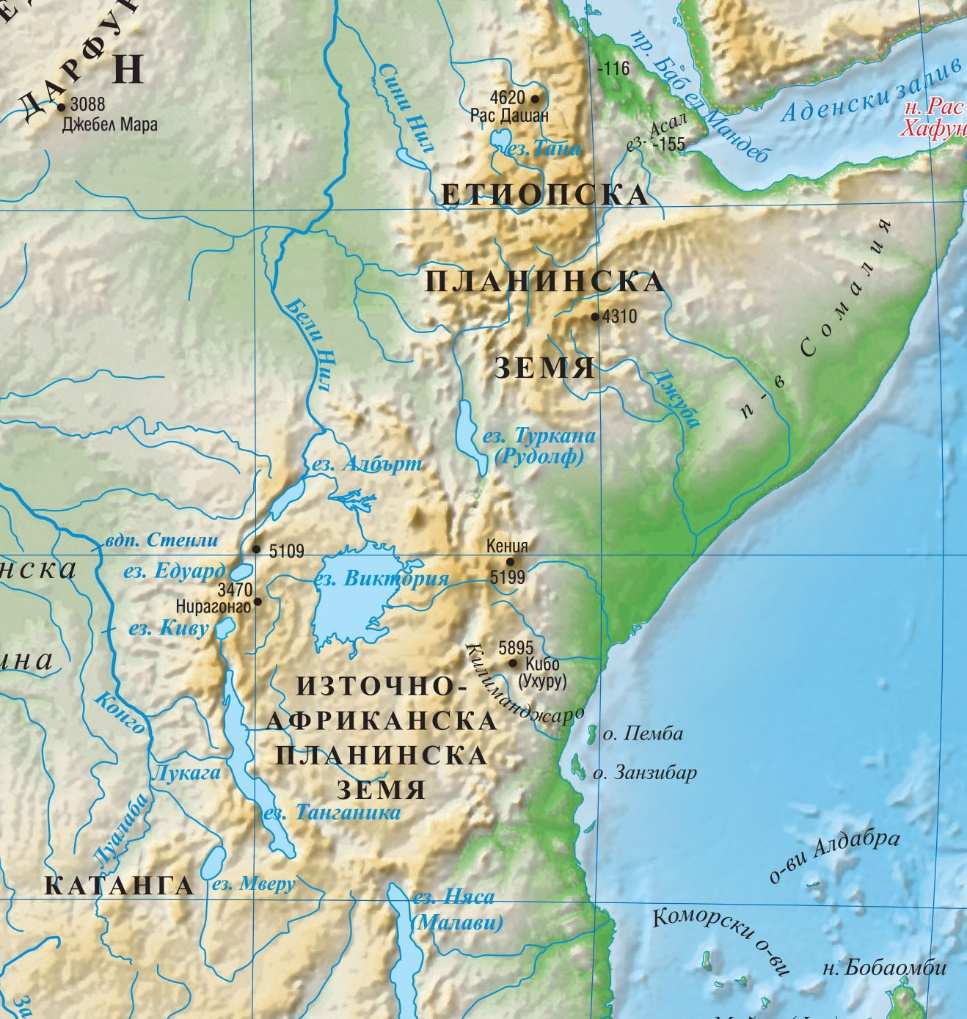 ДАРФУР
Н
3088
Джебел Мара
Сини Нил
4620
Рас Дашан
ез. Тана
-116
пр. Баб ел Мандеб
Аденски залив
н. Рас
Хафун
ез. Асал
-155
ЕТИОПСКА
ПЛАНИНСКА
ЗЕМЯ
4310
п-в Сомалия
Бели Нил
Джуба
ез. Туркана
(Рудолф)
ез. Албърт
вдп. Стенли
5109
ез. Едуард
3470
Нирагонго
ез. Киву
ез. Виктория
Кения
5199
5895
Кибо
(Ухуру)
Килиманджаро
ИЗТОЧНО-
АФРИКАНСКА
ПЛАНИНСКА
ЗЕМЯ
Конго
Лукага
Луалаба
ез. Танганика
о. Пемба
о. Занзибар
КАТАНГА
ез. Мверу
ез. Няса
(Малави)
о-ви Алдабра
Коморски о-ви
н. Бобаомби